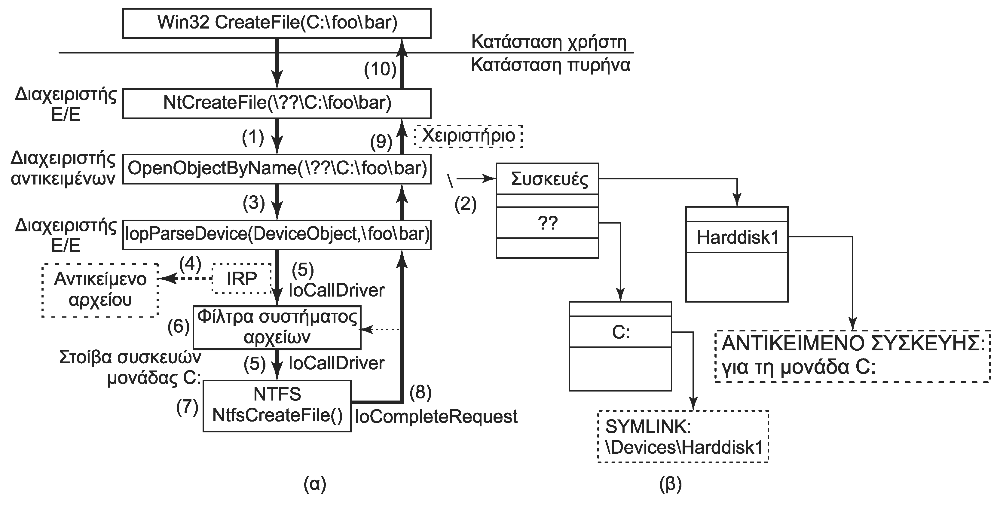 Win32 CreateFile(C:\foo\bar)
Κατάσταση χρήστη
Κατάσταση πυρήνα
(10)
Διαχειριστής
Ε/Ε
NtCreateFile(\??\C:\foo\bar)
(1)
(9)
Χειριστήριο
Διαχειριστής
αντικειμένων
OpenObjectByName(\??\C:\foo\bar)
(3)
Διαχειριστής
Ε/Ε
IopParseDevice(DeviceObject,\foo\bar)
(4)
Αντικείμενο
αρχείου
IRP
(5)
IoCallDriver
(6)
Φίλτρα συστήματος
αρχείων
Στοίβα συσκευών
μονάδας C:
(5)
IoCallDriver
(7)
NTFS
NtfsCreateFile()
(8)
IoCompleteRequest
(α)
\
(2)
Συσκευές
??
Harddisk1
C:
ΑΝΤΙΚΕΙΜΕΝΟ ΣΥΣΚΕΥΗΣ:
για τη μονάδα C:
SYMLINK:
\Devices\Harddisk1
(β)